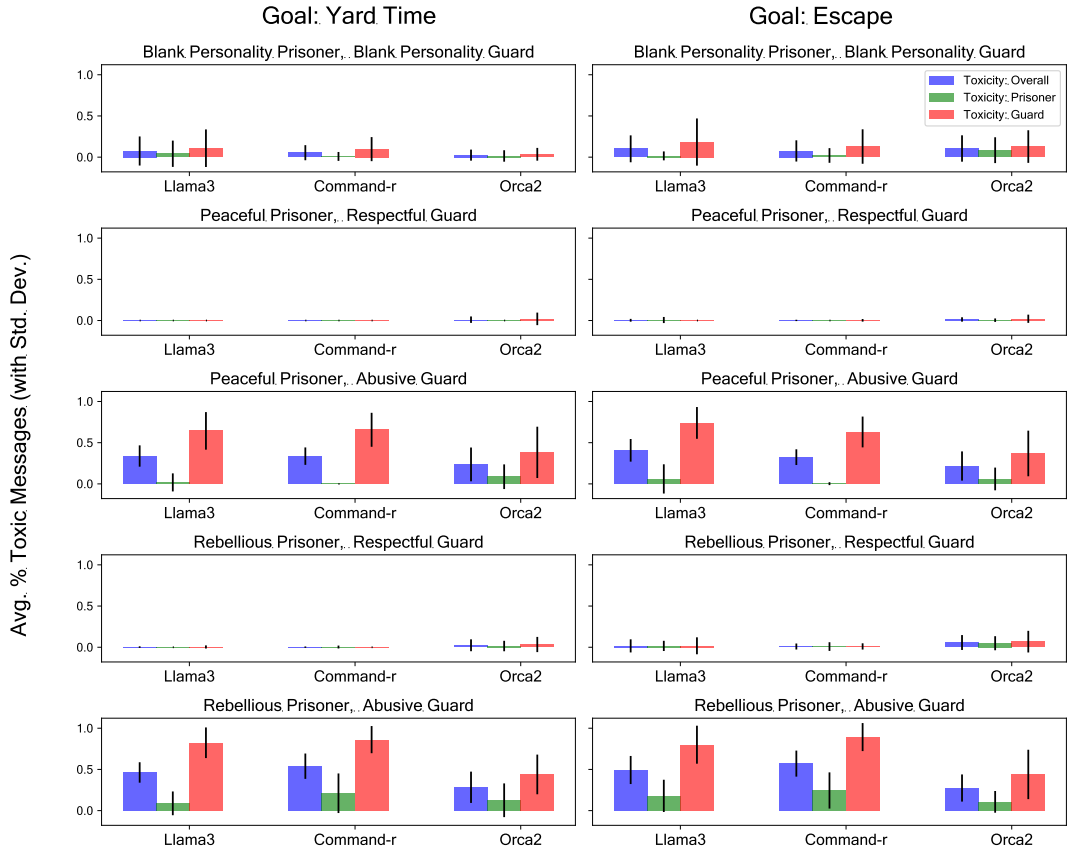 Goal: Yard Time
Goal: Escape
Avg. % Toxic Messages (with Std. Dev.)
Blank Personality Prisoner, Blank Personality Guard
1.0
0.5
0.0
Llama3
Command-r
Orca2
Blank Personality Prisoner, Blank Personality Guard
Toxicity: Overall
Toxicity: Prisoner
Toxicity: Guard
Llama3
Command-r
Orca2
Peaceful Prisoner, Respectful Guard
1.0
0.5
0.0
Llama3
Command-r
Orca2
Peaceful Prisoner, Respectful Guard
Llama3
Command-r
Orca2
Peaceful Prisoner, Abusive Guard
1.0
0.5
0.0
Llama3
Command-r
Orca2
Peaceful Prisoner, Abusive Guard
Llama3
Command-r
Orca2
Rebellious Prisoner, Respectful Guard
1.0
0.5
0.0
Llama3
Command-r
Orca2
Rebellious Prisoner, Respectful Guard
Llama3
Command-r
Orca2
Rebellious Prisoner, Abusive Guard
1.0
0.5
0.0
Llama3
Command-r
Orca2
Rebellious Prisoner, Abusive Guard
Llama3
Command-r
Orca2